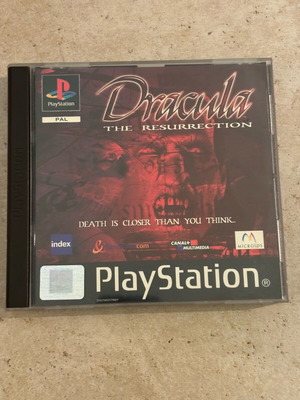 PlayStation
PAL
Dracula
THE RESURRECTION
DEATH IS CLOSER THAN YOU THINK...
index
com
CANAL+
MULTIMEDIA
MICROIDS
PlayStation®